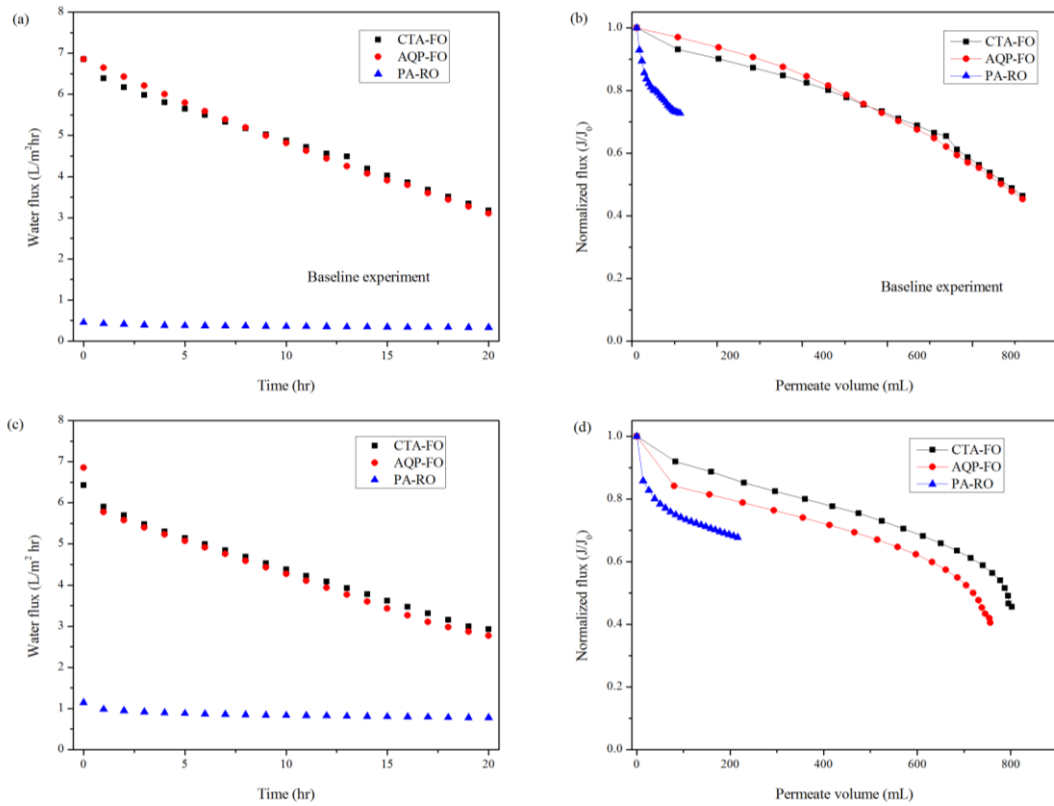 (a)
8
7
6
5
4
3
2
1
0
Water flux (L/m²hr)
CTA-FO
AQP-FO
PA-RO
Baseline experiment
0 5 10 15 20
Time (hr)
(b)
1.0
0.8
0.6
0.4
0.2
0.0
Normalized flux (J/J₀)
CTA-FO
AQP-FO
PA-RO
Baseline experiment
0 200 400 600 800
Permeate volume (mL)
(c)
8
7
6
5
4
3
2
1
0
Water flux (L/m² hr)
CTA-FO
AQP-FO
PA-RO
0 5 10 15 20
Time (hr)
(d)
1.0
0.8
0.6
0.4
0.2
0.0
Normalized flux (J/J₀)
CTA-FO
AQP-FO
PA-RO
0 200 400 600 800
Permeate volume (mL)